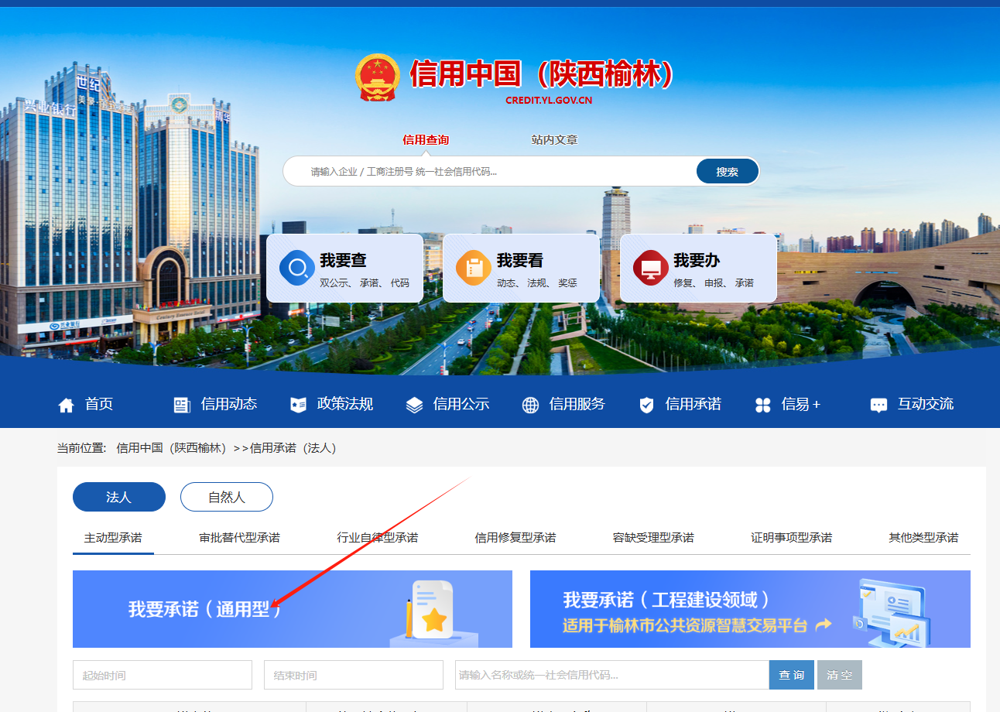 世纪
兴业银行
精华
信用中国（陕西榆林）
CREDIT.YL.GOV.CN
信用查询
站内文章
请输入企业 / 工商注册号 统一社会信用代码...
搜索
我要查
双公示、 承诺、 代码
我要看
动态、 法规、 奖惩
我要办
修复、 申报、 承诺
Century Essence Hotel
首页
信用动态
政策法规
信用公示
信用服务
信用承诺
信易 +
互动交流
当前位置: 信用中国（陕西榆林）>>信用承诺（法人）
法人
自然人
主动型承诺
审批替代型承诺
行业自律型承诺
信用修复型承诺
容缺受理型承诺
证明事项型承诺
其他类型承诺
我要承诺（通用型）
我要承诺（工程建设领域）
适用于榆林市公共资源智慧交易平台
起始时间
结束时间
请输入名称或统一社会信用代码...
查 询
清 空